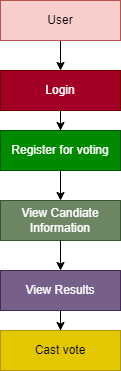 User
Login
Register for voting
View Candiate
Information
View Results
Cast vote